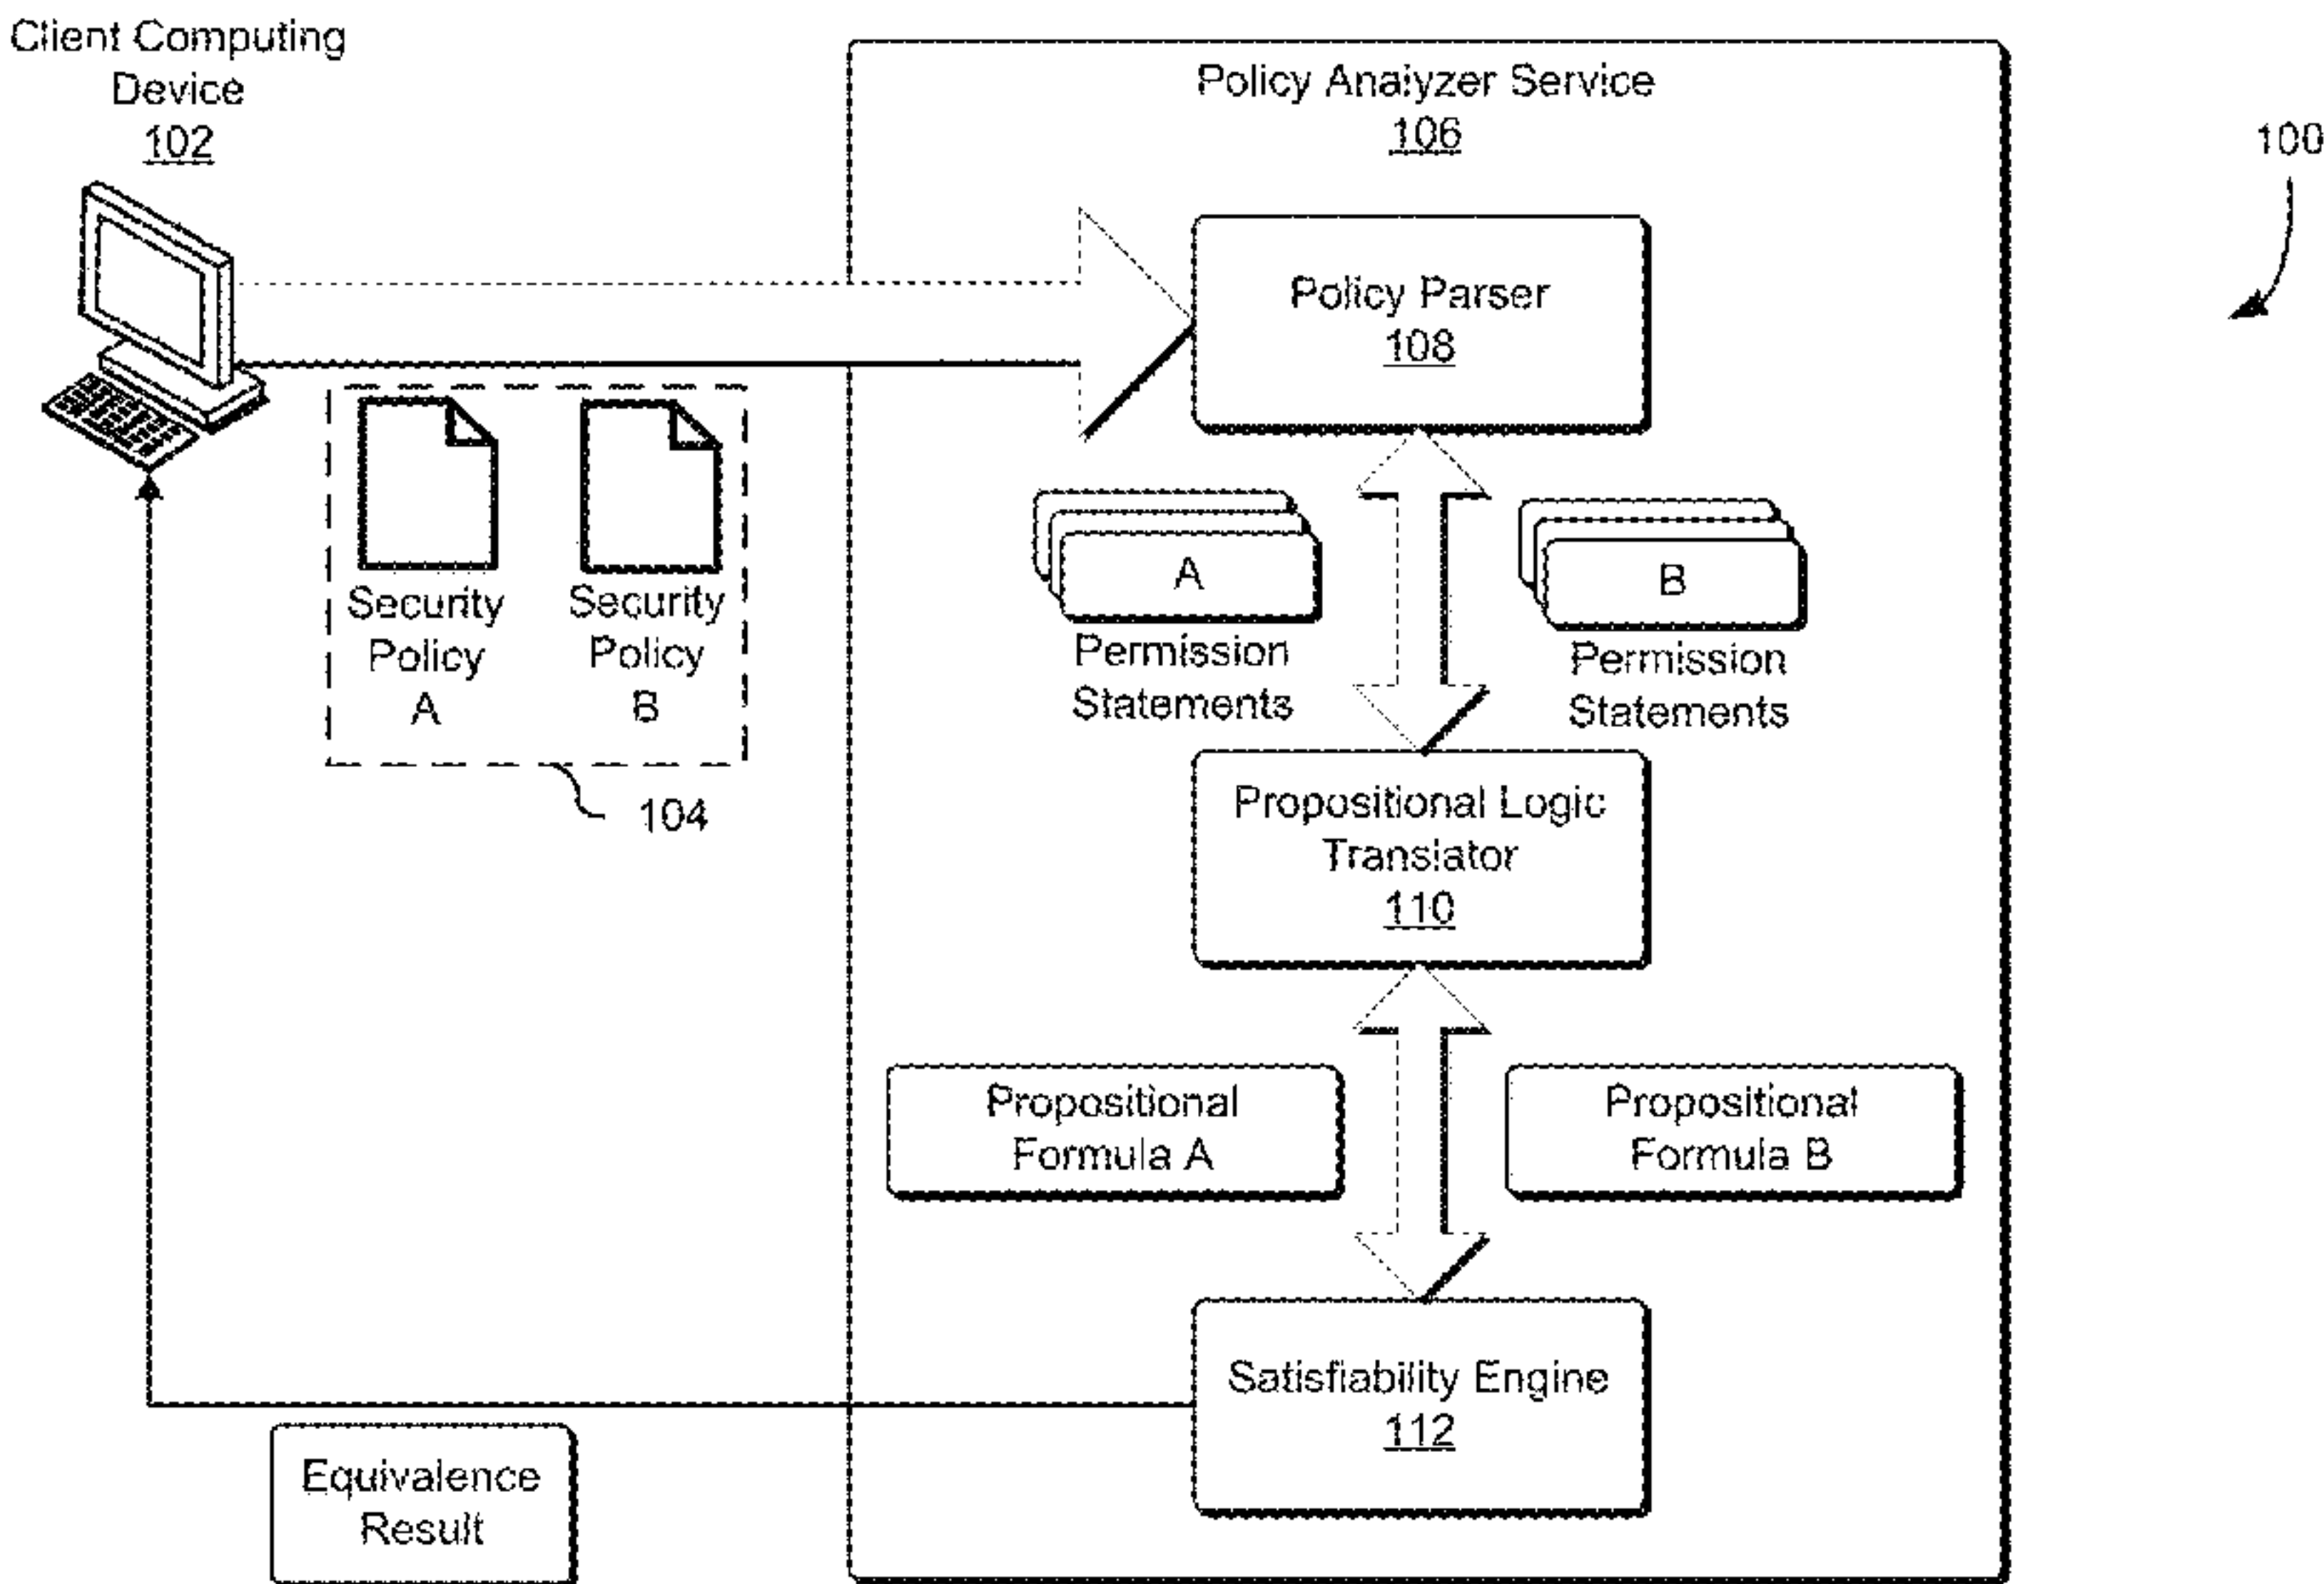 Client Computing
Device
102
Policy Analyzer Service
106
100
Policy Parser
108
Security
Policy
A
Security
Policy
B
104
A
Permission
Statements
B
Permission
Statements
Propositional Logic
Translator
110
Propositional
Formula A
Propositional
Formula B
Satisfiability Engine
112
Equivalence
Result